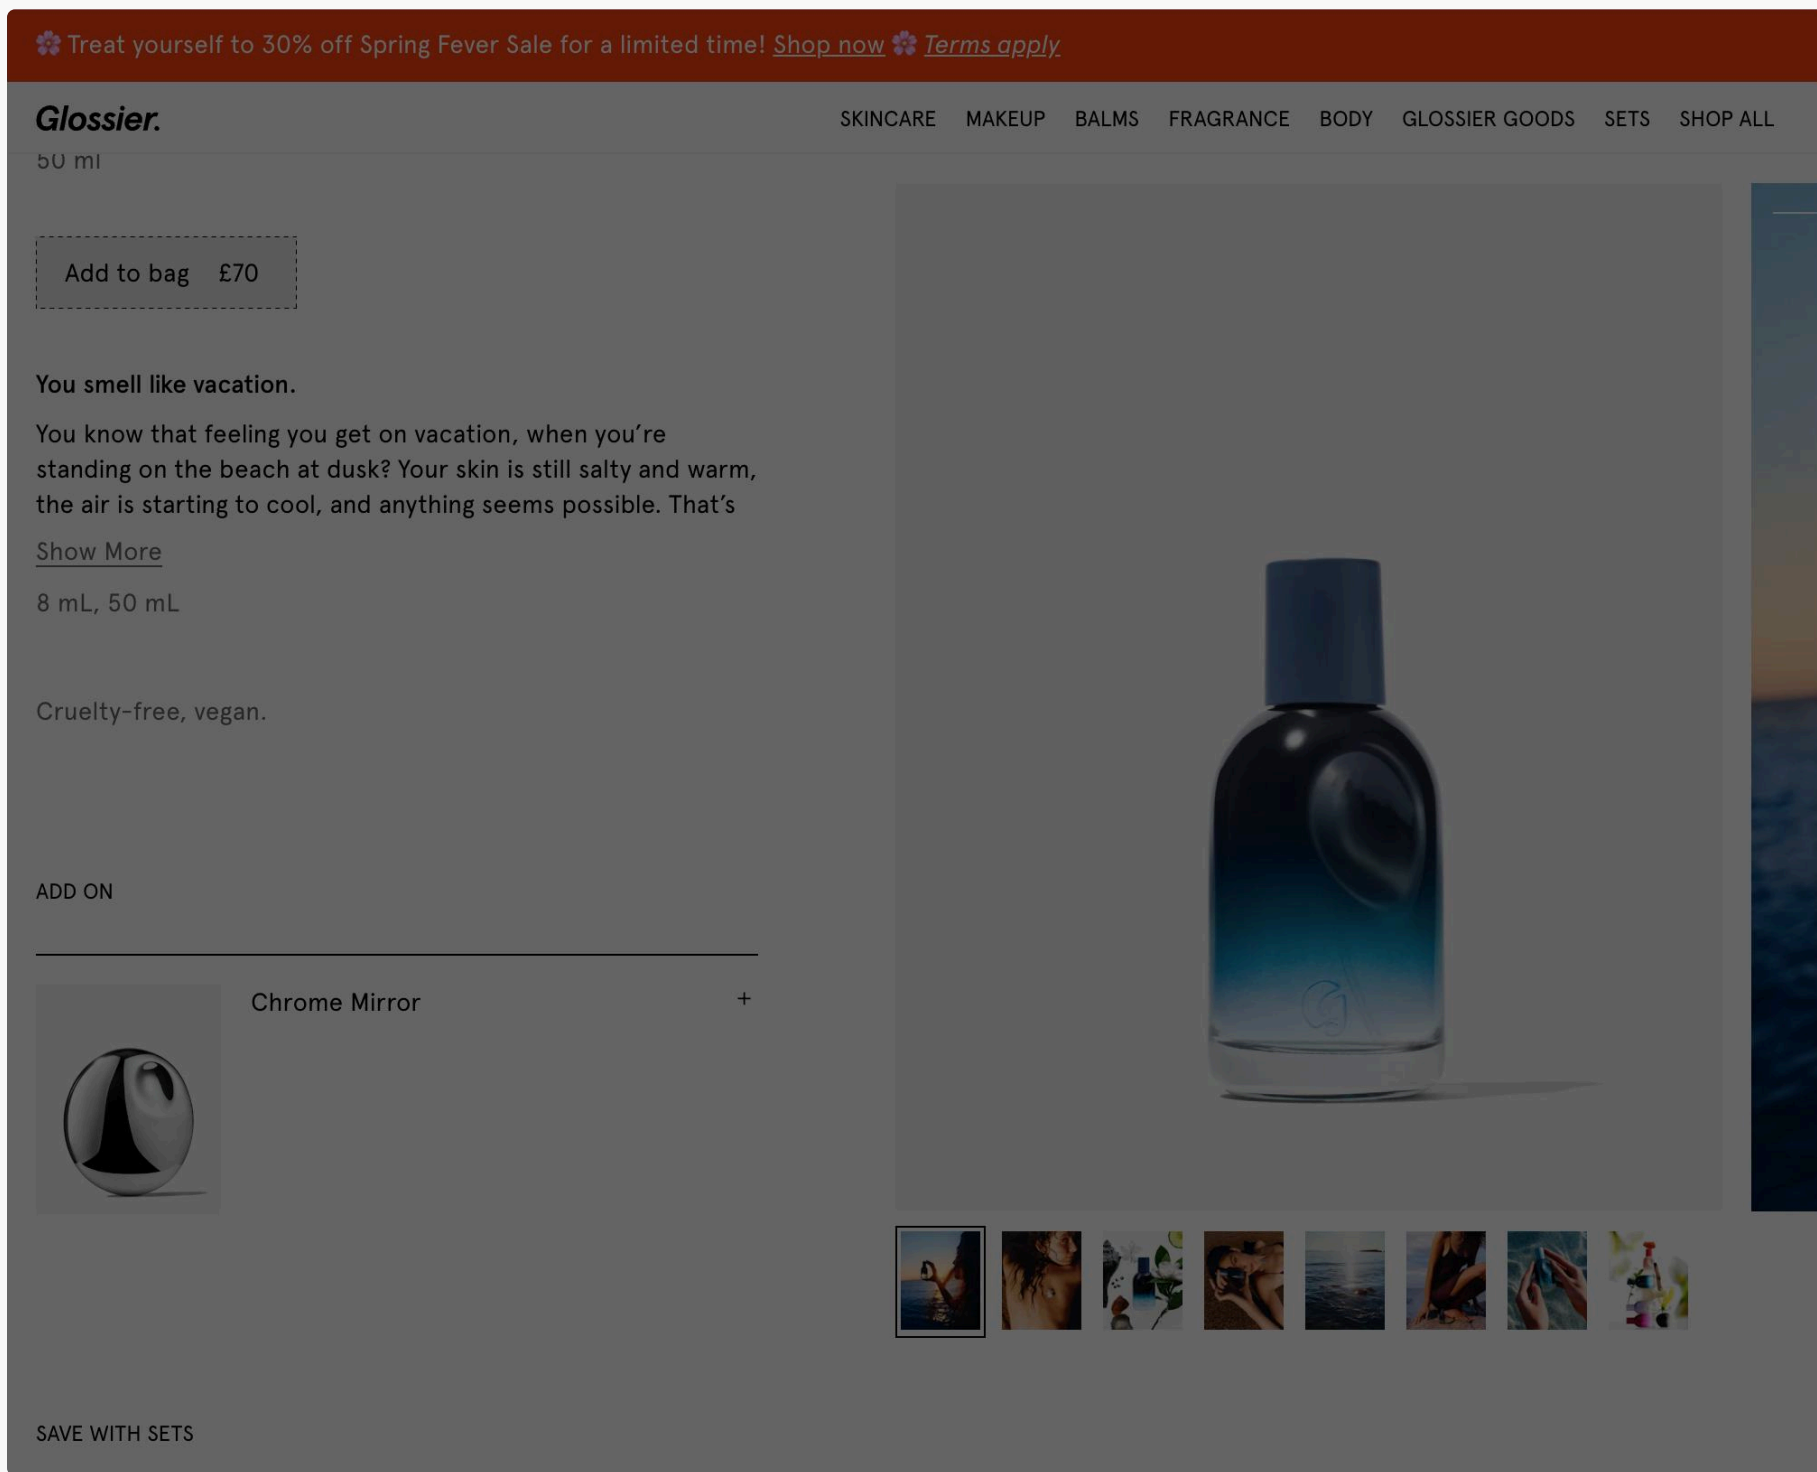 Treat yourself to 30% off Spring Fever Sale for a limited time! Shop now Terms apply
Glossier.
SKINCARE MAKEUP BALMS FRAGRANCE BODY GLOSSIER GOODS SETS SHOP ALL
50 ml
Add to bag £70
You smell like vacation.
You know that feeling you get on vacation, when you’re
standing on the beach at dusk? Your skin is still salty and warm,
the air is starting to cool, and anything seems possible. That’s
Show More
8 mL, 50 mL
Cruelty-free, vegan.
ADD ON
Chrome Mirror +
G
SAVE WITH SETS